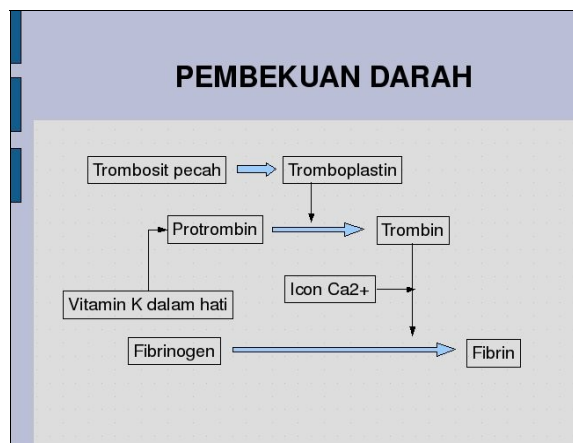 PEMBEKUAN DARAH
Trombosit pecah
Tromboplastin
Protrombin
Trombin
Icon Ca2+
Vitamin K dalam hati
Fibrinogen
Fibrin